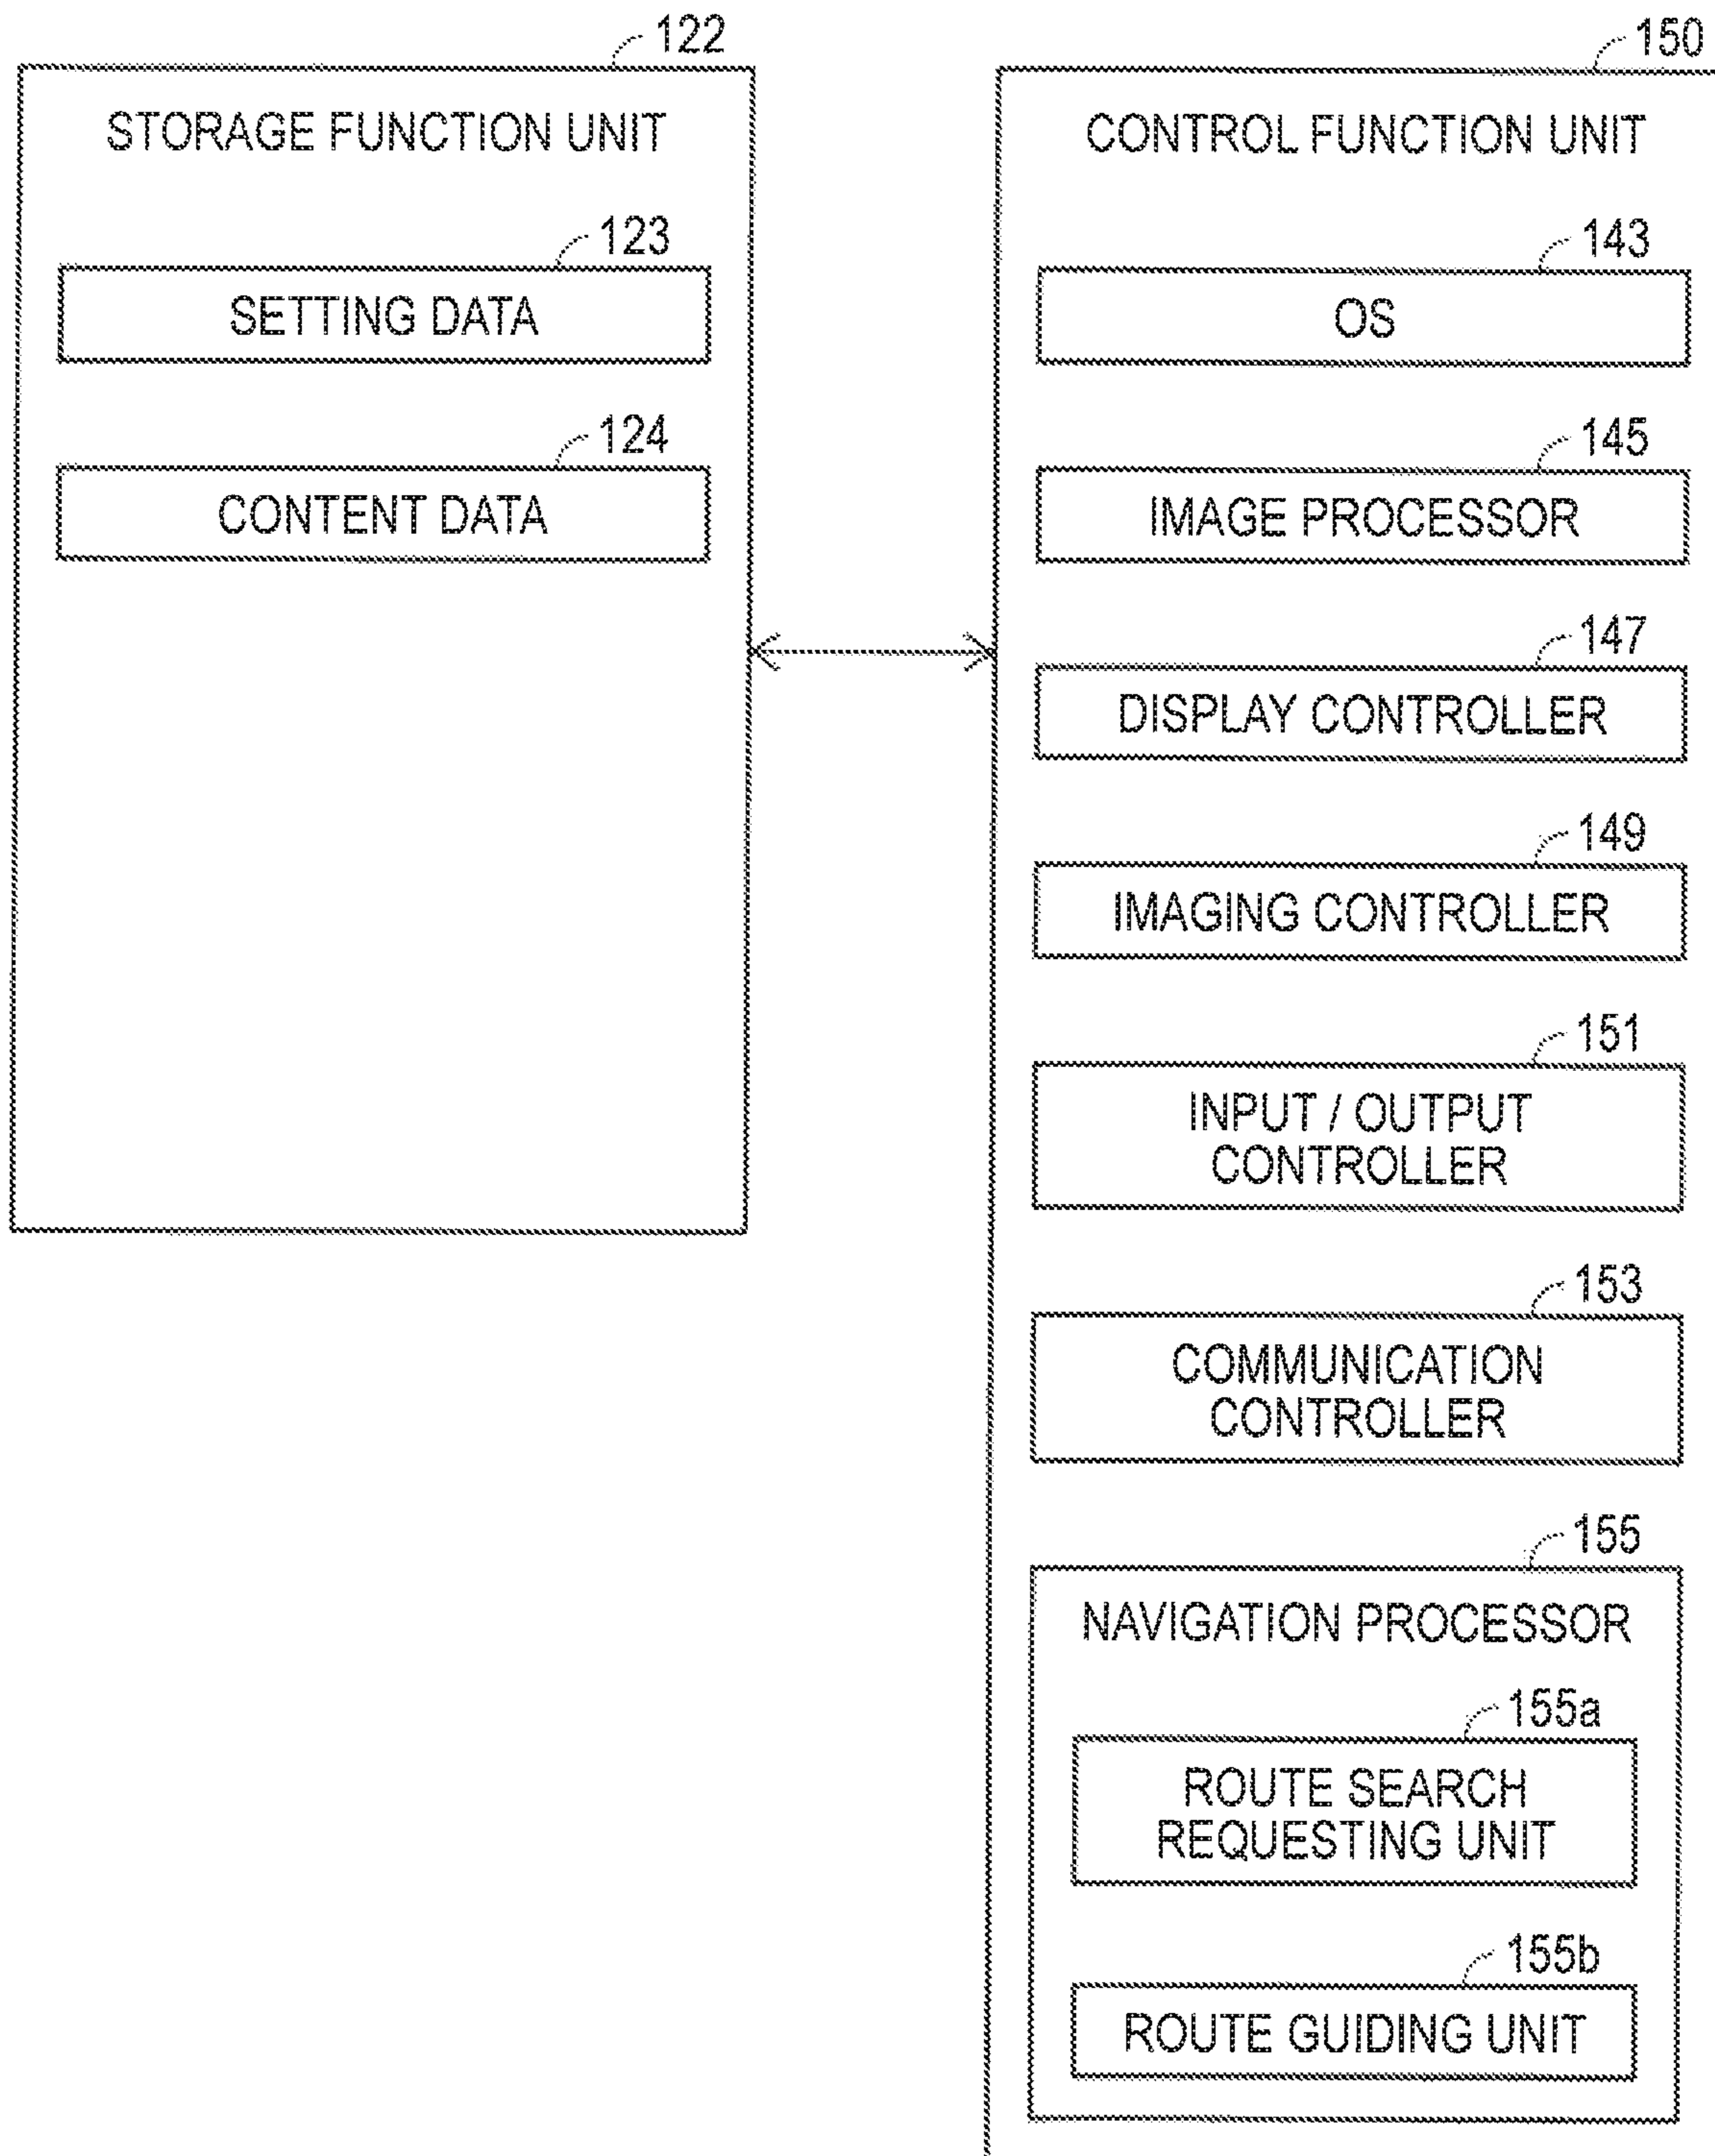 122
STORAGE FUNCTION UNIT
123
SETTING DATA
124
CONTENT DATA
150
CONTROL FUNCTION UNIT
143
OS
145
IMAGE PROCESSOR
147
DISPLAY CONTROLLER
149
IMAGING CONTROLLER
151
INPUT / OUTPUT
CONTROLLER
153
COMMUNICATION
CONTROLLER
155
NAVIGATION PROCESSOR
155a
ROUTE SEARCH
REQUESTING UNIT
155b
ROUTE GUIDING UNIT